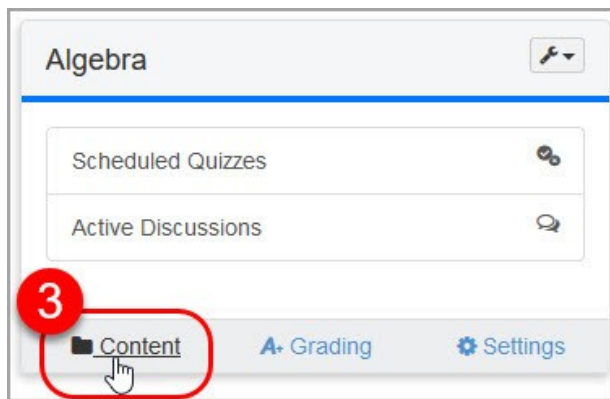 Algebra
Scheduled Quizzes
Active Discussions
3
Content A+ Grading Settings